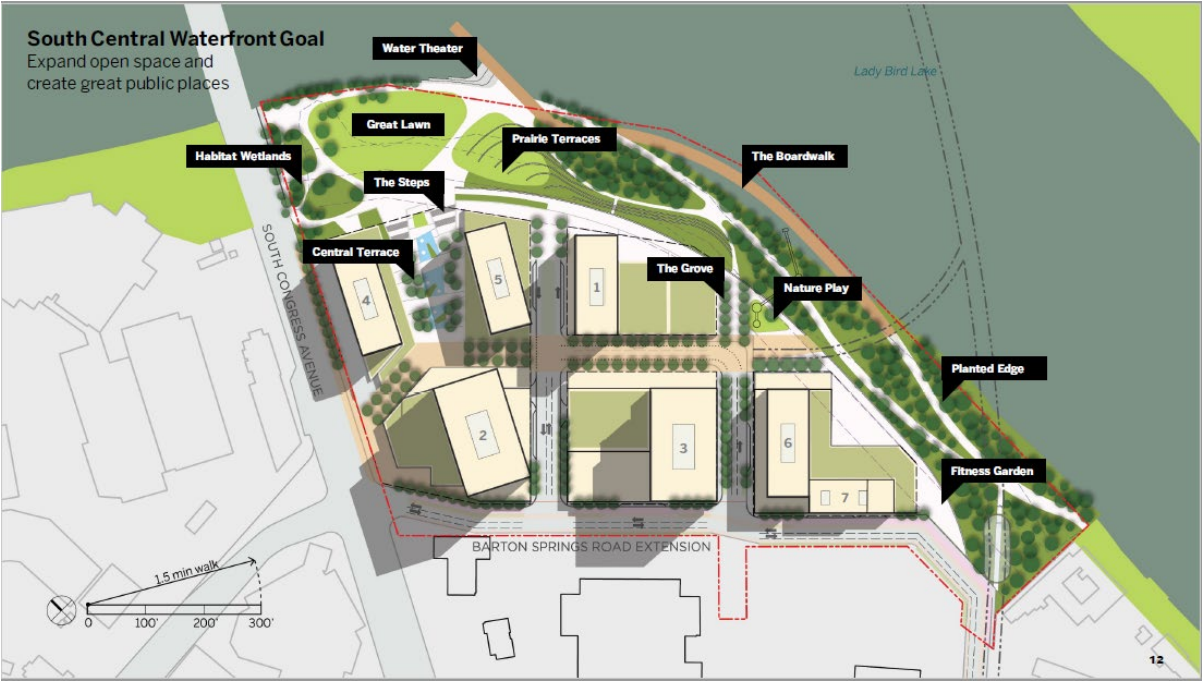 South Central Waterfront Goal
Expand open space and
create great public places
Water Theater
Lady Bird Lake
Great Lawn
Prairie Terraces
Habitat Wetlands
The Boardwalk
The Steps
Central Terrace
The Grove
Nature Play
SOUTH CONGRESS AVENUE
4
5
1
Planted Edge
2
3
6
Fitness Garden
7
BARTON SPRINGS ROAD EXTENSION
1.5 min walk
0 100' 200' 300'
12